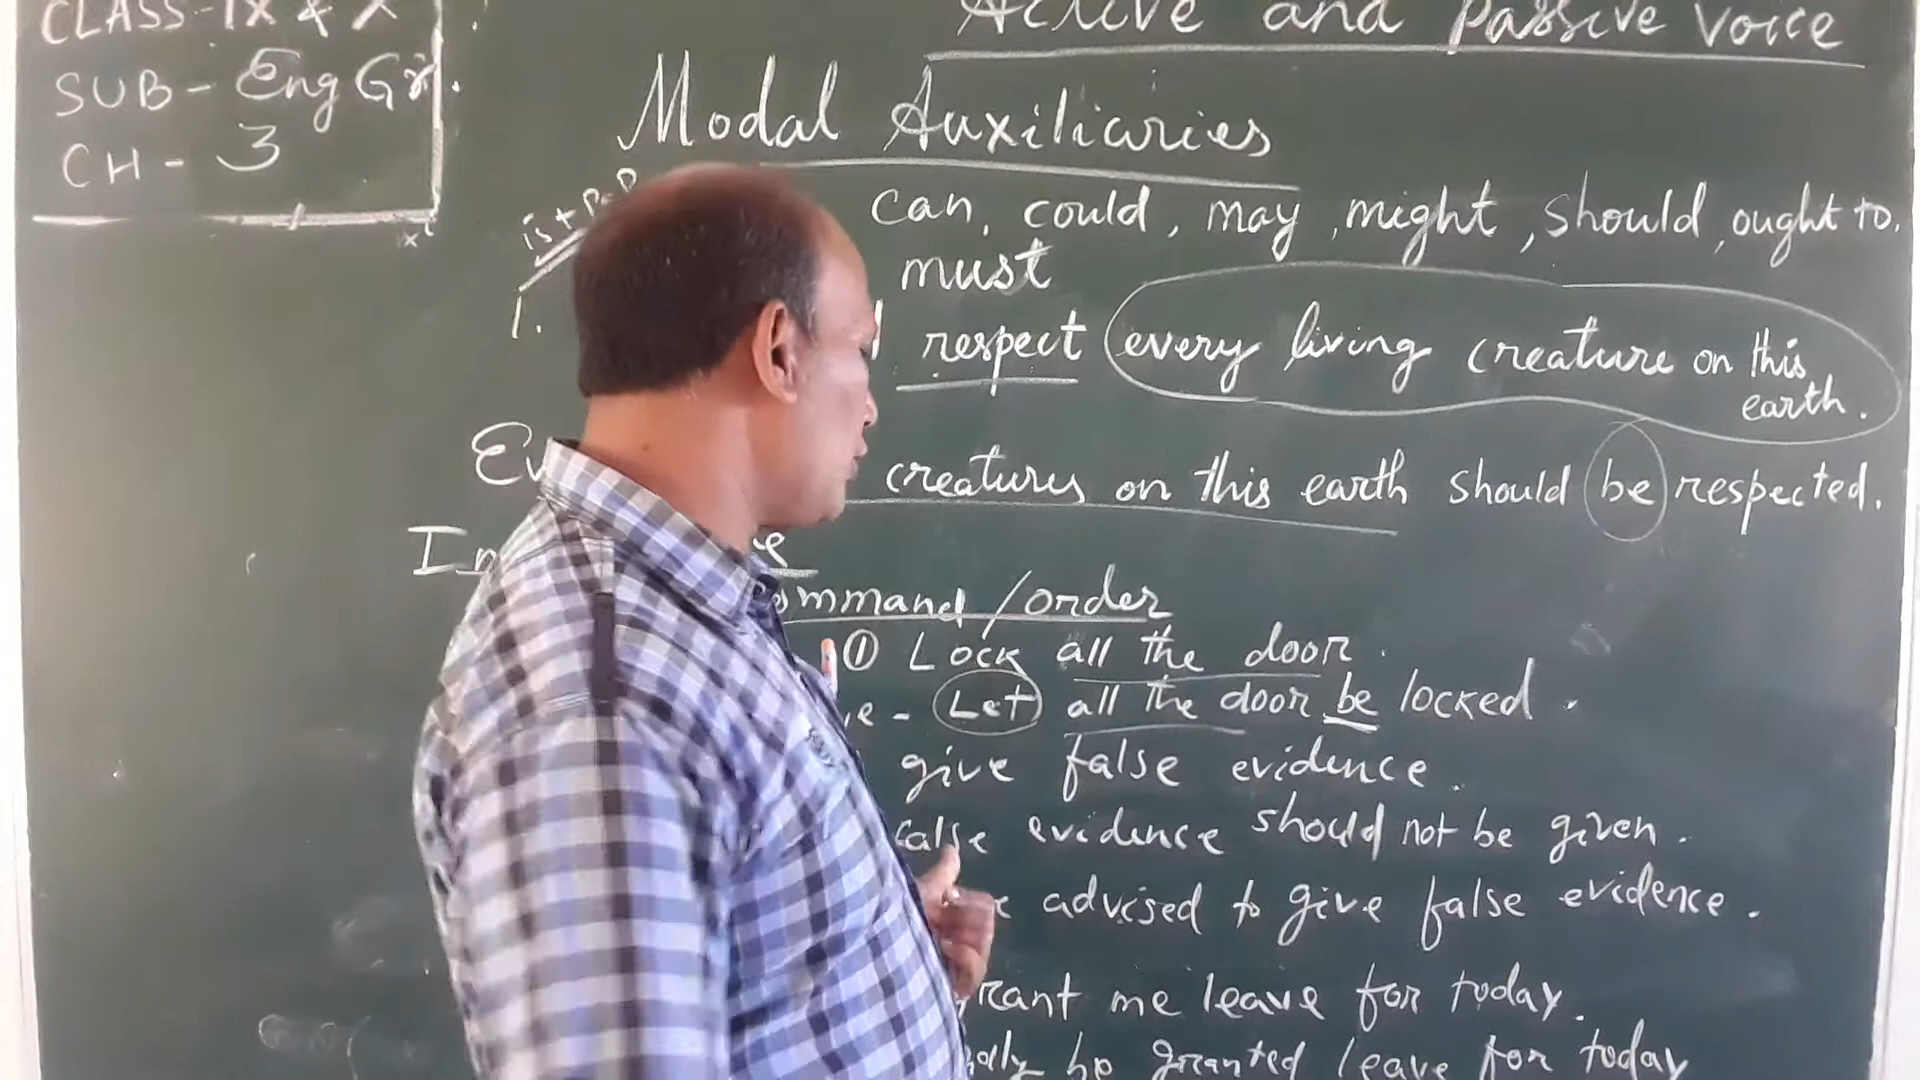 CLASS-IX & X
Active and Passive Voice
SUB - Eng Gr.
CH - 3
Modal Auxiliaries
is +
can, could, may, might, should, ought to,
must
1.
respect every living creature on this
earth.
creatures on this earth should be respected.
command / order
① Lock all the door.
Let all the door be locked.
give false evidence.
false evidence should not be given.
advised to give false evidence.
grant me leave for today.
be granted leave for today